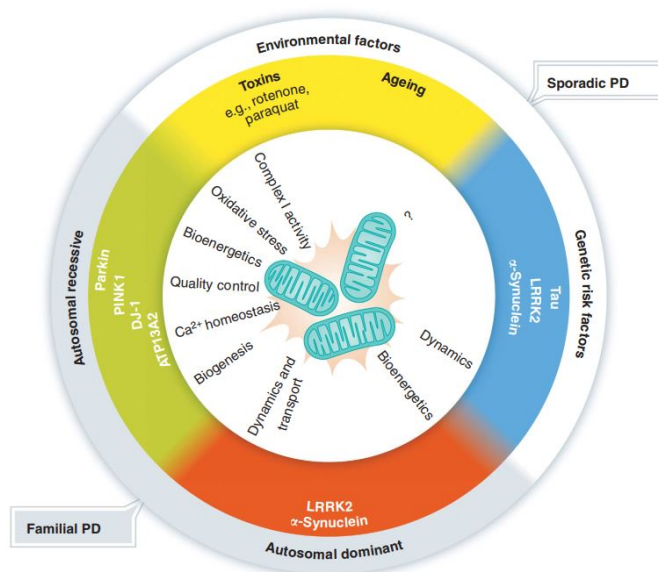 Environmental factors
Sporadic PD
Toxins
e.g., rotenone,
paraquat
Ageing
Autosomal recessive
Parkin
PINK1
DJ-1
ATP13A2
Complex I activity
Oxidative stress
Bioenergetics
Quality control
Ca²⁺ homeostasis
Biogenesis
Dynamics and
transport
?
Dynamics
Bioenergetics
Genetic risk factors
Tau
LRRK2
α-Synuclein
LRRK2
α-Synuclein
Autosomal dominant
Familial PD